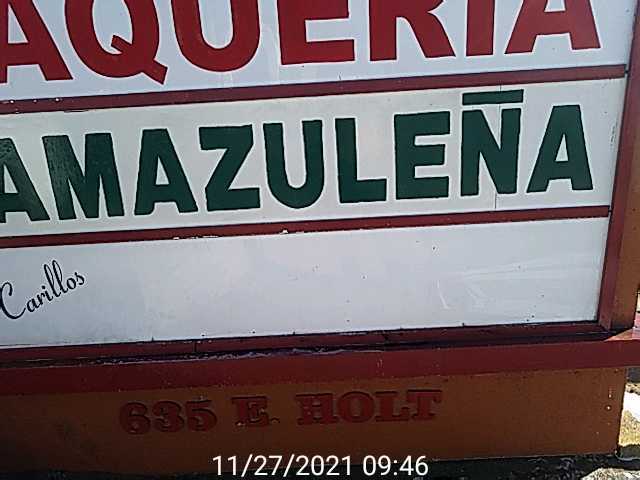 AQUERIA
AMAZULEÑA
Carillos
635 E. HOLT
11/27/2021 09:46